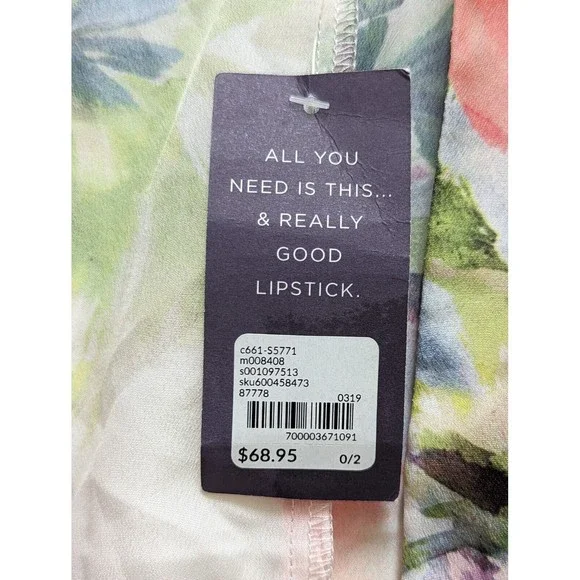 ALL YOU
NEED IS THIS...
& REALLY
GOOD
LIPSTICK.
c661-S5771
m008408
s001097513
sku600458473
87778 0319
700003671091
$68.95 0/2